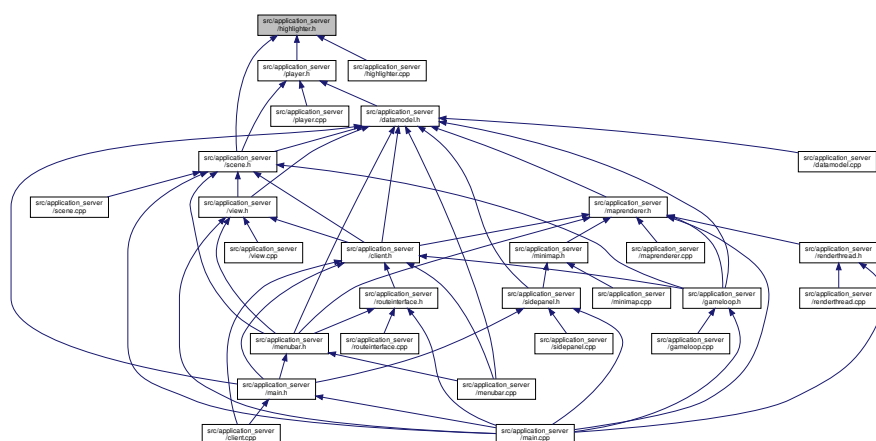 src/application_server
/highlighter.h
src/application_server
/player.h
src/application_server
/highlighter.cpp
src/application_server
/player.cpp
src/application_server
/datamodel.h
src/application_server
/scene.h
src/application_server
/datamodel.cpp
src/application_server
/scene.cpp
src/application_server
/view.h
src/application_server
/maprenderer.h
src/application_server
/view.cpp
src/application_server
/client.h
src/application_server
/minimap.h
src/application_server
/maprenderer.cpp
src/application_server
/renderthread.h
src/application_server
/routeinterface.h
src/application_server
/sidepanel.h
src/application_server
/minimap.cpp
src/application_server
/gameloop.h
src/application_server
/renderthread.cpp
src/application_server
/menubar.h
src/application_server
/routeinterface.cpp
src/application_server
/sidepanel.cpp
src/application_server
/gameloop.cpp
src/application_server
/main.h
src/application_server
/menubar.cpp
src/application_server
/client.cpp
src/application_server
/main.cpp